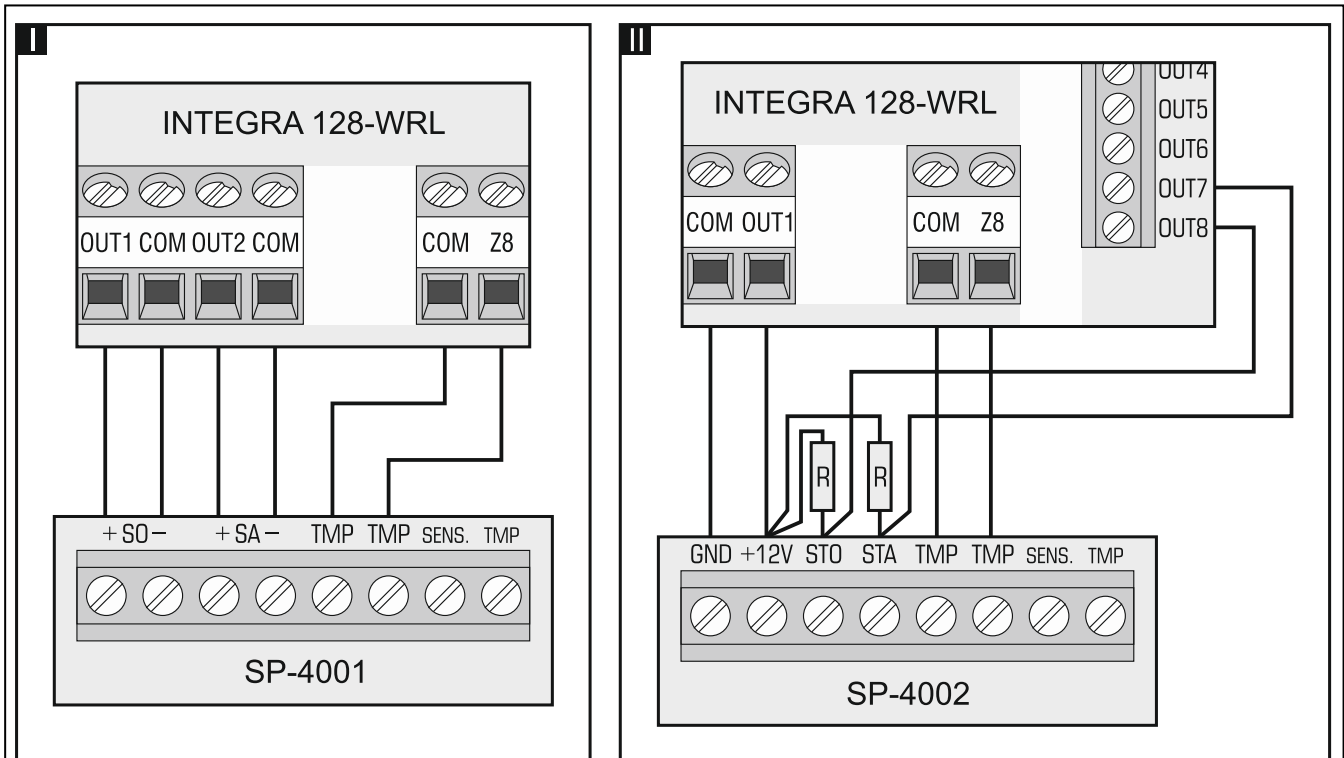 I
INTEGRA 128-WRL
OUT1 COM OUT2 COM
COM Z8
+ SO − + SA − TMP TMP SENS. TMP
SP-4001
II
INTEGRA 128-WRL
OUT4
OUT5
OUT6
OUT7
OUT8
COM OUT1
COM Z8
R R
GND +12V STO STA TMP TMP SENS. TMP
SP-4002